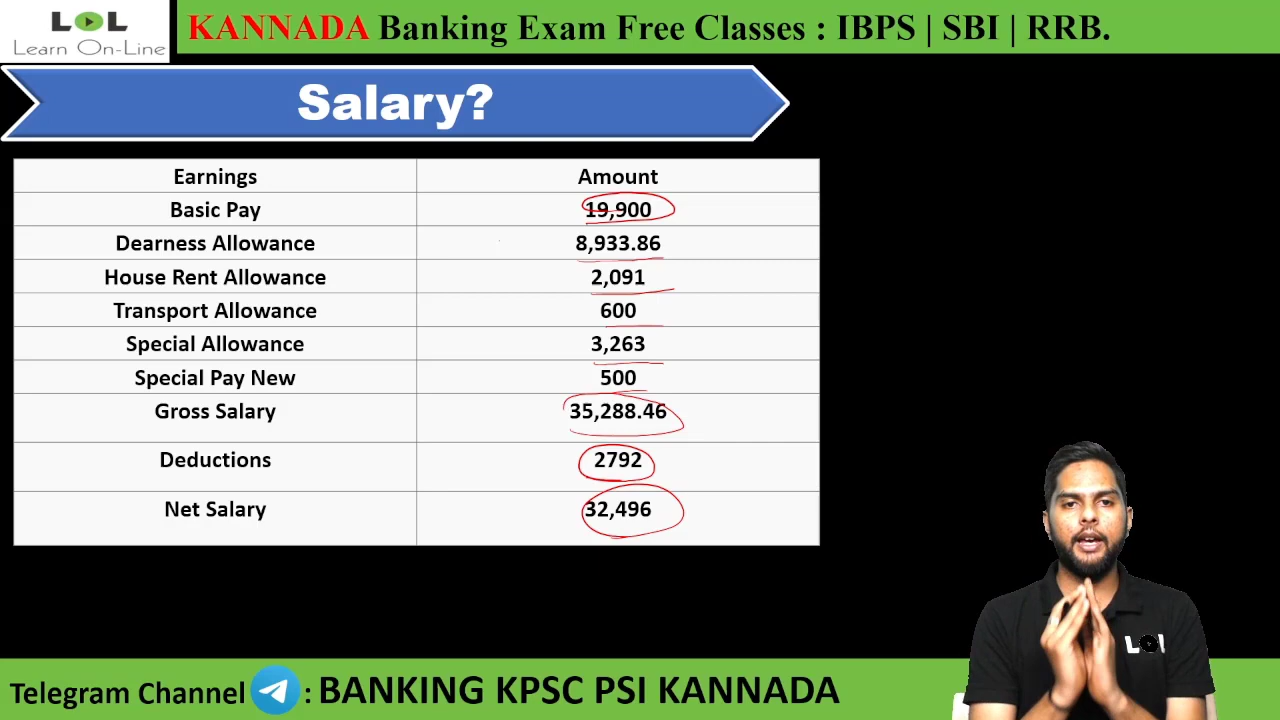 LOL
Learn On-Line
KANNADA Banking Exam Free Classes : IBPS | SBI | RRB.
Salary?
Earnings Amount
Basic Pay 19,900
Dearness Allowance 8,933.86
House Rent Allowance 2,091
Transport Allowance 600
Special Allowance 3,263
Special Pay New 500
Gross Salary 35,288.46
Deductions 2792
Net Salary 32,496
LOL
Telegram Channel : BANKING KPSC PSI KANNADA